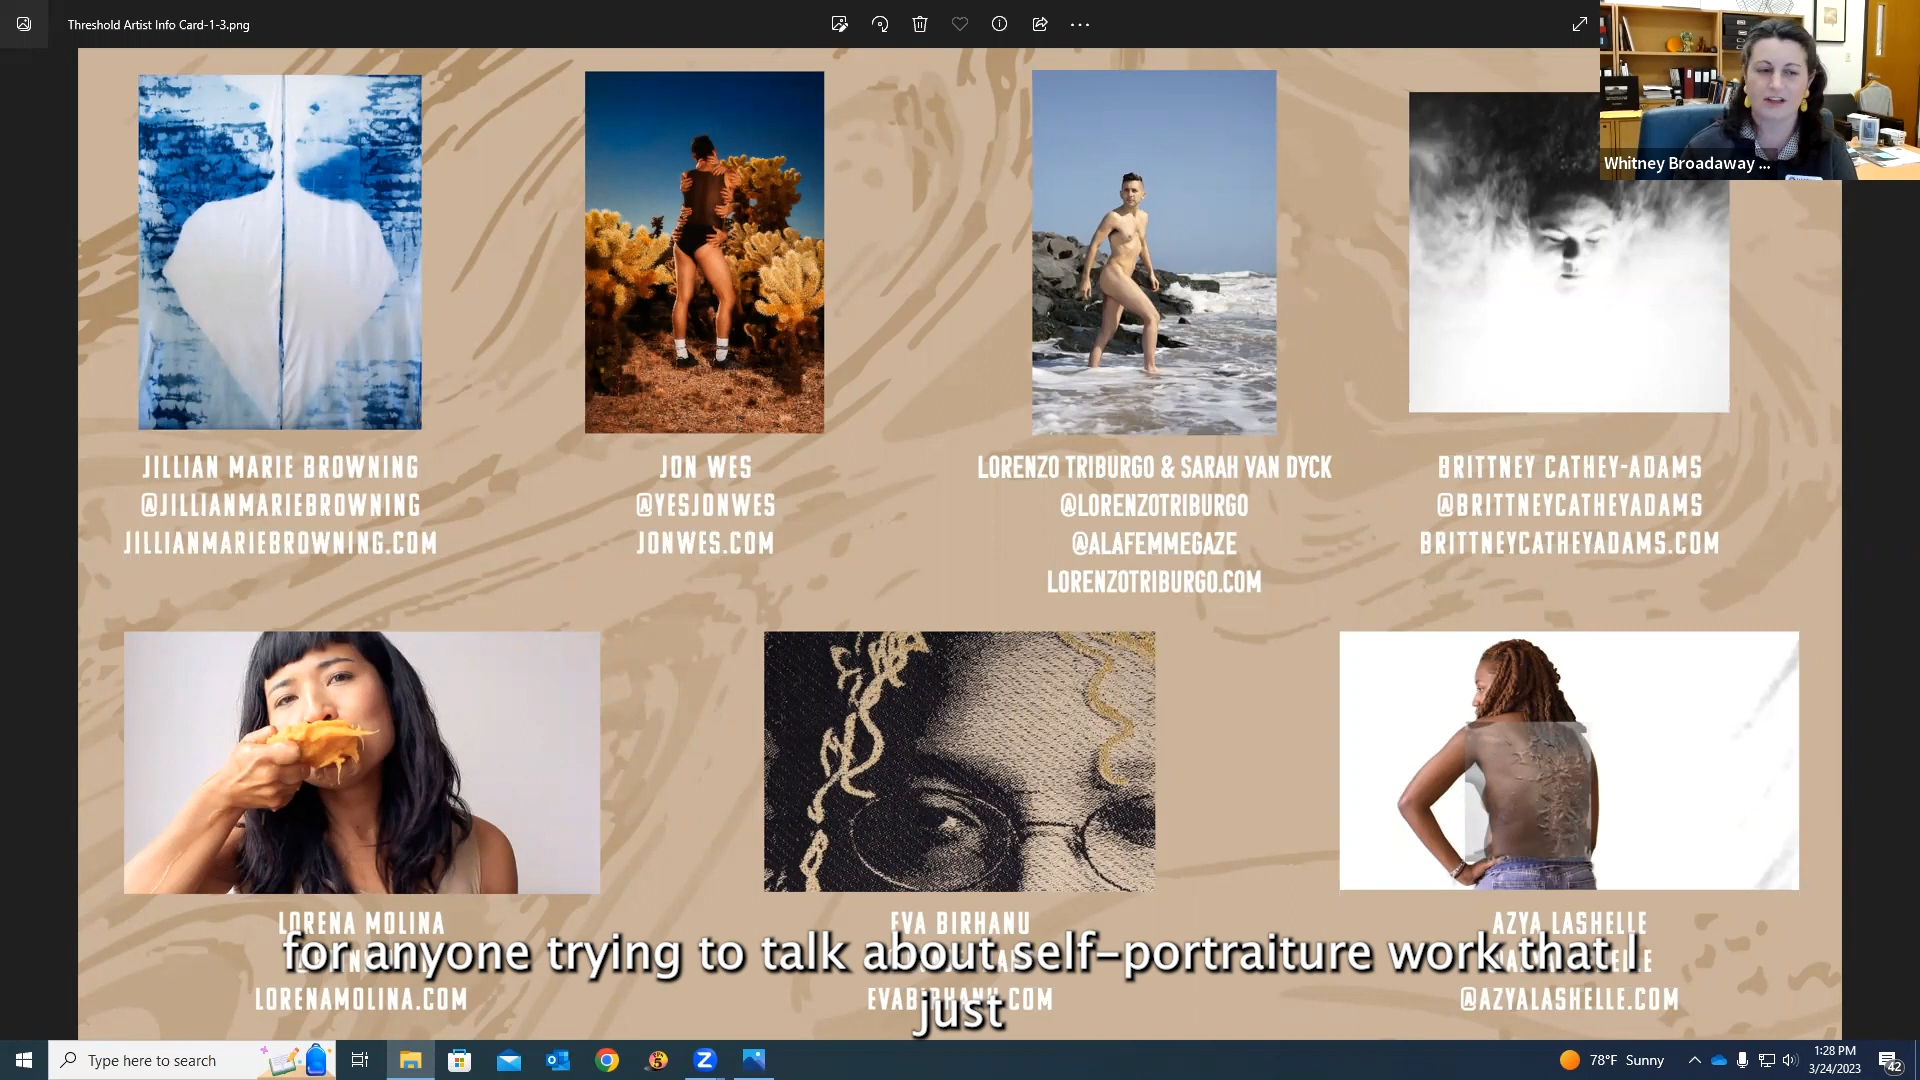 Threshold Artist Info Card-1-3.png
Whitney Broadaway ...
JILLIAN MARIE BROWNING
@JILLIANMARIEBROWNING
JILLIANMARIEBROWNING.COM
JON WES
@YESJONWES
JONWES.COM
LORENZO TRIBURGO & SARAH VAN DYCK
@LORENZOTRIBURGO
@ALAFEMMEGAZE
LORENZOTRIBURGO.COM
BRITTNEY CATHEY-ADAMS
@BRITTNEYCATHEYADAMS
BRITTNEYCATHEYADAMS.COM
LORENA MOLINA
LORENAMOLINA.COM
EVA BIRHANU
EVABIRHANU.COM
AZYA LASHELLE
@AZYALASHELLE.COM
for anyone trying to talk about self-portraiture work that I
just
Type here to search
78°F Sunny
1:28 PM
3/24/2023
42